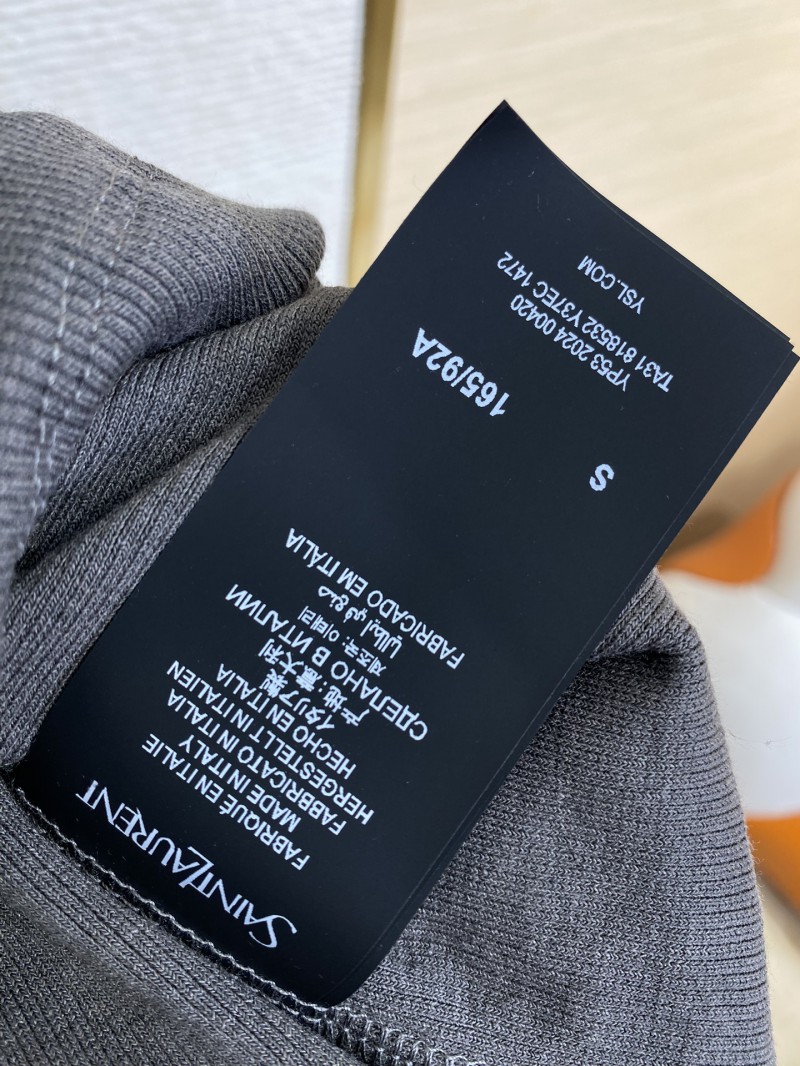 SAINT LAURENT
FABRIQUÉ EN ITALIE
MADE IN ITALY
FABBRICATO IN ITALIA
HERGESTELLT IN ITALIEN
HECHO EN ITALIA
イタリア製
产地:意大利
СДЕЛАНО В ИТАЛИИ
제조국: 이태리
صنع في إيطاليا
FABRICADO EM ITÁLIA
S
165/92A
YP53 2024 00420
TA31 818532 Y37EC 1472
YSL.COM